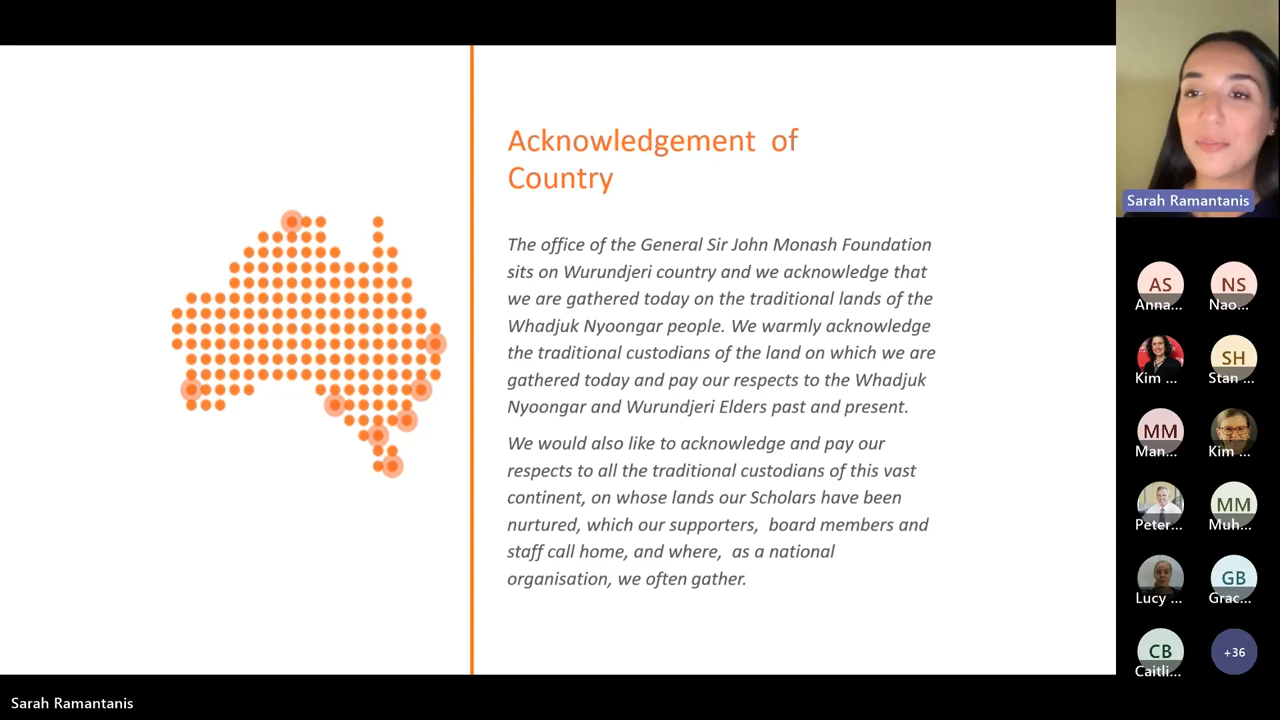 Acknowledgement of
Country
The office of the General Sir John Monash Foundation
sits on Wurundjeri country and we acknowledge that
we are gathered today on the traditional lands of the
Whadjuk Nyoongar people. We warmly acknowledge
the traditional custodians of the land on which we are
gathered today and pay our respects to the Whadjuk
Nyoongar and Wurundjeri Elders past and present.
We would also like to acknowledge and pay our
respects to all the traditional custodians of this vast
continent, on whose lands our Scholars have been
nurtured, which our supporters, board members and
staff call home, and where, as a national
organisation, we often gather.
Sarah Ramantanis
AS NS
Anna... Nao...
SH
Kim ... Stan ...
MM
Man... Kim ...
MM
Peter... Muh...
GB
Lucy ... Grac...
CB +36
Caitli...
Sarah Ramantanis